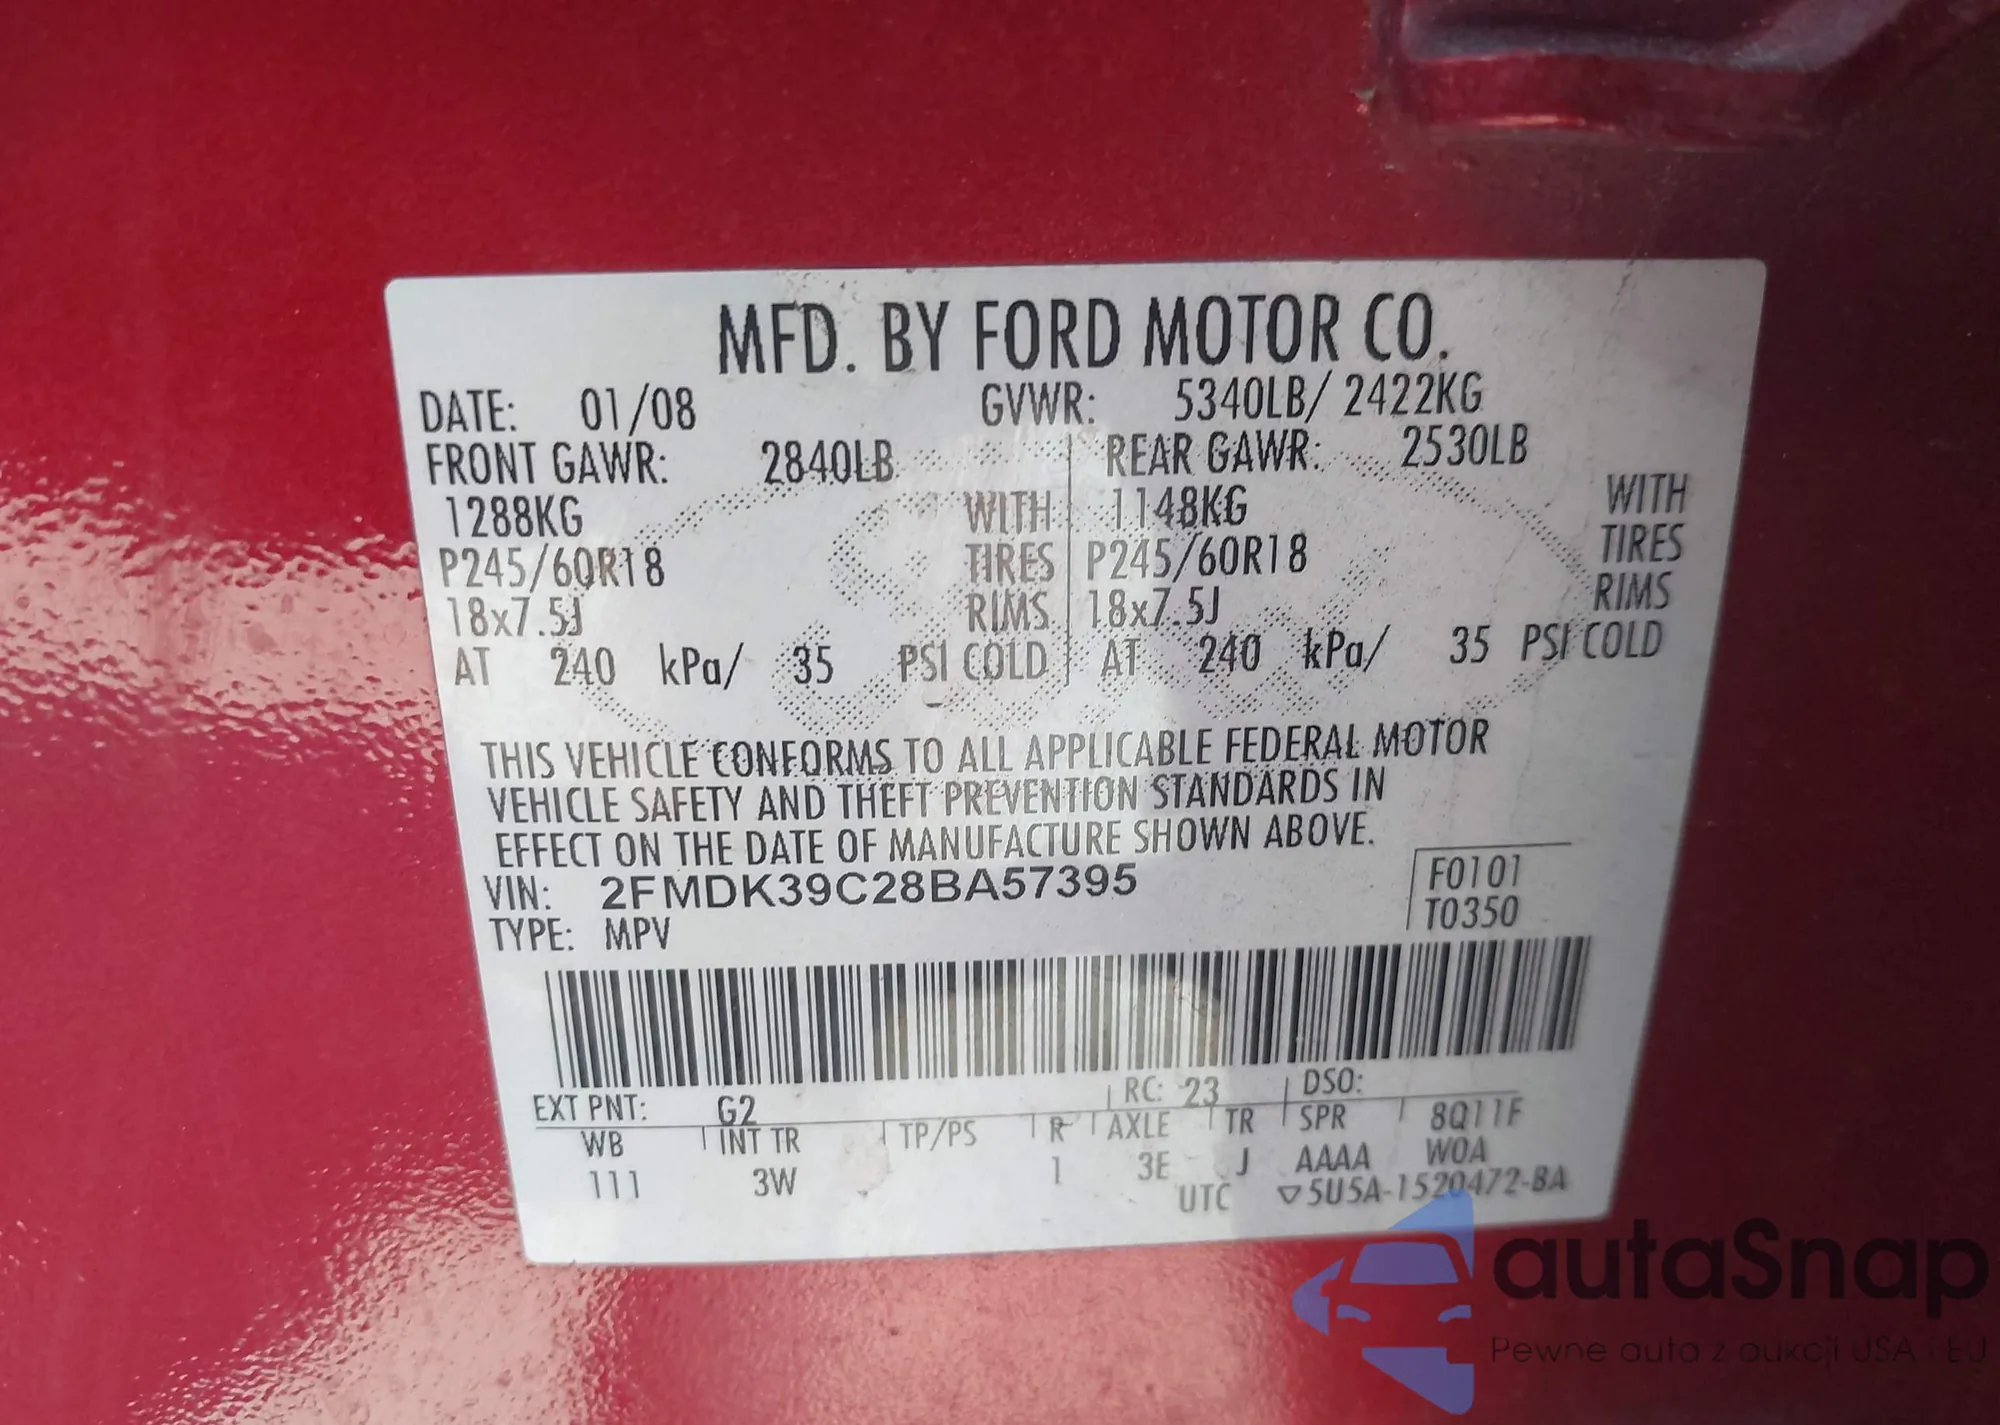 MFD. BY FORD MOTOR CO.
DATE: 01/08 GVWR: 5340LB/ 2422KG
FRONT GAWR: 2840LB REAR GAWR: 2530LB
1288KG WITH 1148KG WITH
P245/60R18 TIRES P245/60R18 TIRES
18x7.5J RIMS 18x7.5J RIMS
AT 240 kPa/ 35 PSI COLD AT 240 kPa/ 35 PSI COLD
THIS VEHICLE CONFORMS TO ALL APPLICABLE FEDERAL MOTOR
VEHICLE SAFETY AND THEFT PREVENTION STANDARDS IN
EFFECT ON THE DATE OF MANUFACTURE SHOWN ABOVE.
VIN: 2FMDK39C28BA57395 F0101
TYPE: MPV T0350
EXT PNT: G2 RC: 23 DSO:
WB INT TR TP/PS R AXLE TR SPR 8Q11F
111 3W 1 3E J AAAA WOA
UTC ▽5U5A-1520472-BA
autaSnap
Pewne auta z aukcji USA i EU